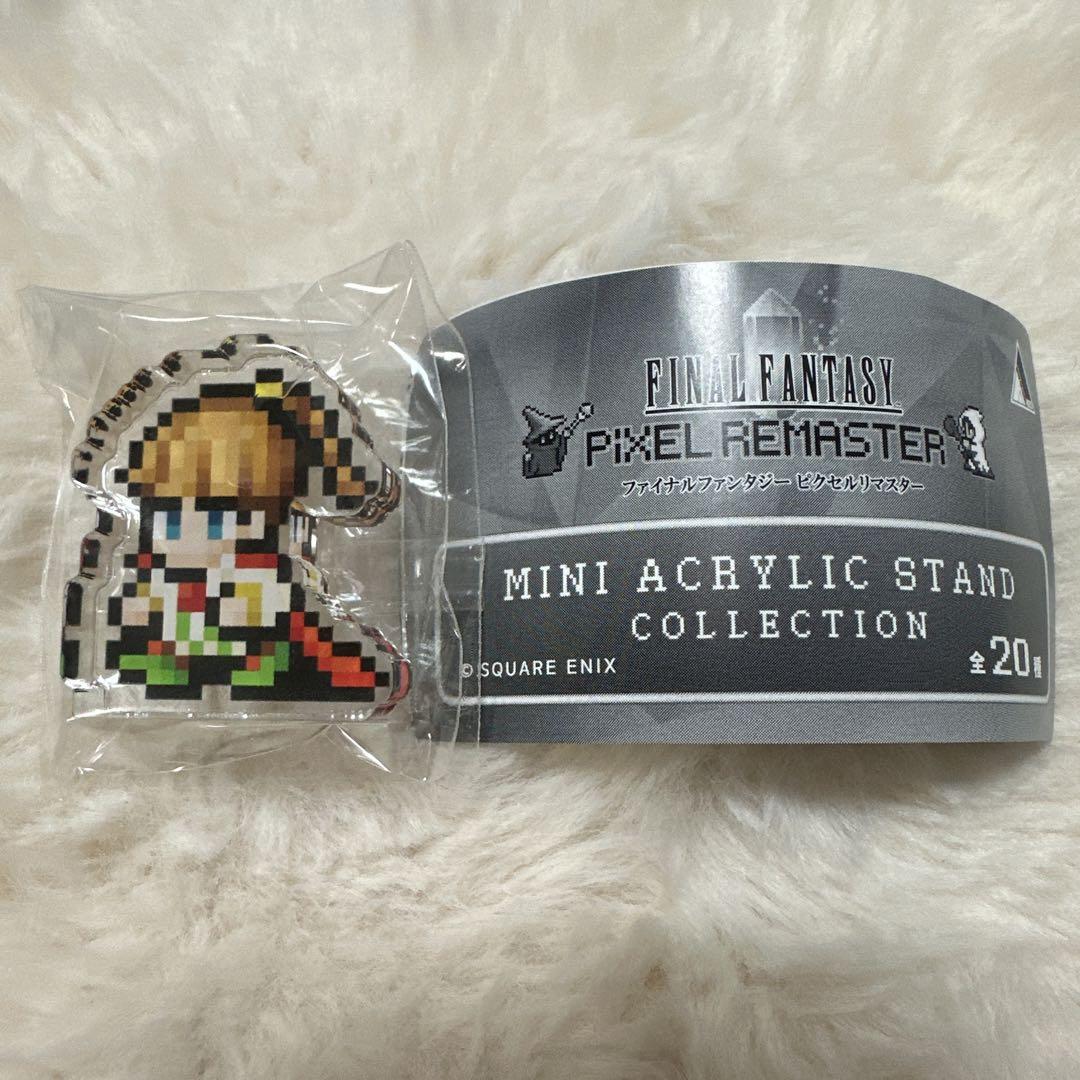 FINAL FANTASY
PIXEL REMASTER
ファイナルファンタジー ピクセルリマスター
MINI ACRYLIC STAND
COLLECTION
© SQUARE ENIX
全20種